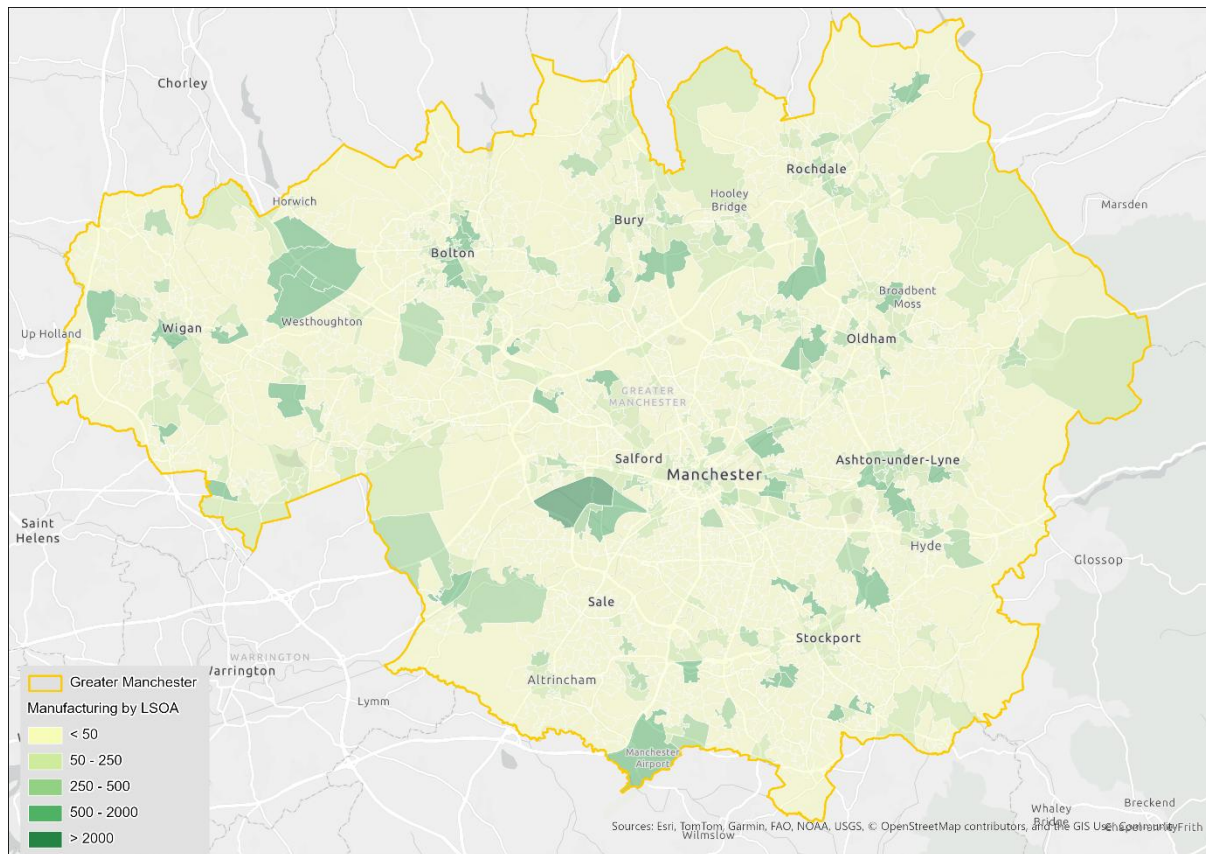 Chorley
Rochdale
Horwich
Hooley
Bridge
Marsden
Bury
Bolton
Broadbent
Moss
Up Holland
Wigan
Westhoughton
Oldham
GREATER
MANCHESTER
Salford
Manchester
Ashton-under-Lyne
Saint
Helens
Hyde
Glossop
Sale
Stockport
WARRINGTON
Warrington
Altrincham
Lymm
Manchester
Airport
Greater Manchester
Manufacturing by LSOA
< 50
50 - 250
250 - 500
500 - 2000
> 2000
Whaley
Bridge
Breckend
Wilmslow
Sources: Esri, TomTom, Garmin, FAO, NOAA, USGS, © OpenStreetMap contributors, and the GIS User Community